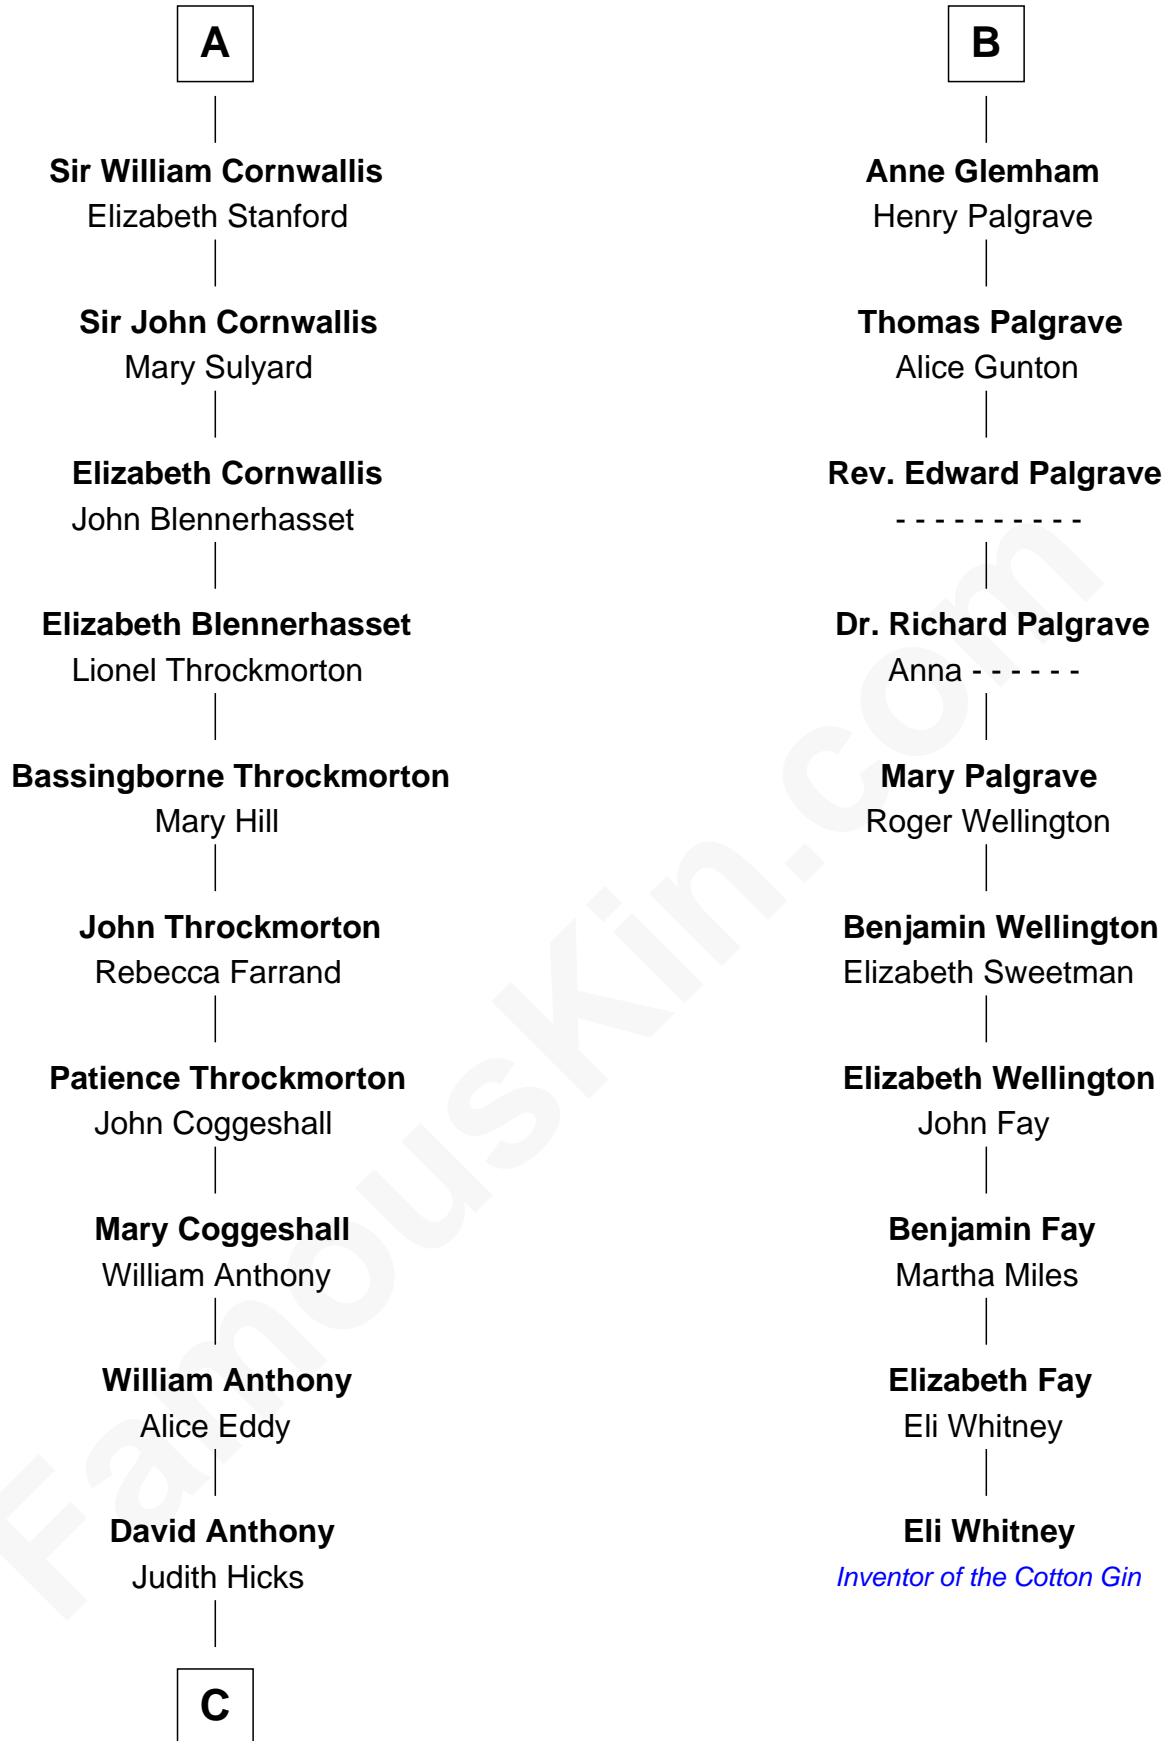 A
Sir William Cornwallis
Elizabeth Stanford
Sir John Cornwallis
Mary Sulyard
Elizabeth Cornwallis
John Blennerhasset
Elizabeth Blennerhasset
Lionel Throckmorton
Bassingborne Throckmorton
Mary Hill
John Throckmorton
Rebecca Farrand
Patience Throckmorton
John Coggeshall
Mary Coggeshall
William Anthony
William Anthony
Alice Eddy
David Anthony
Judith Hicks
C
B
Anne Glemham
Henry Palgrave
Thomas Palgrave
Alice Gunton
Rev. Edward Palgrave
- - - - - - - - - -
Dr. Richard Palgrave
Anna - - - - - -
Mary Palgrave
Roger Wellington
Benjamin Wellington
Elizabeth Sweetman
Elizabeth Wellington
John Fay
Benjamin Fay
Martha Miles
Elizabeth Fay
Eli Whitney
Eli Whitney
Inventor of the Cotton Gin
FamousKin.com